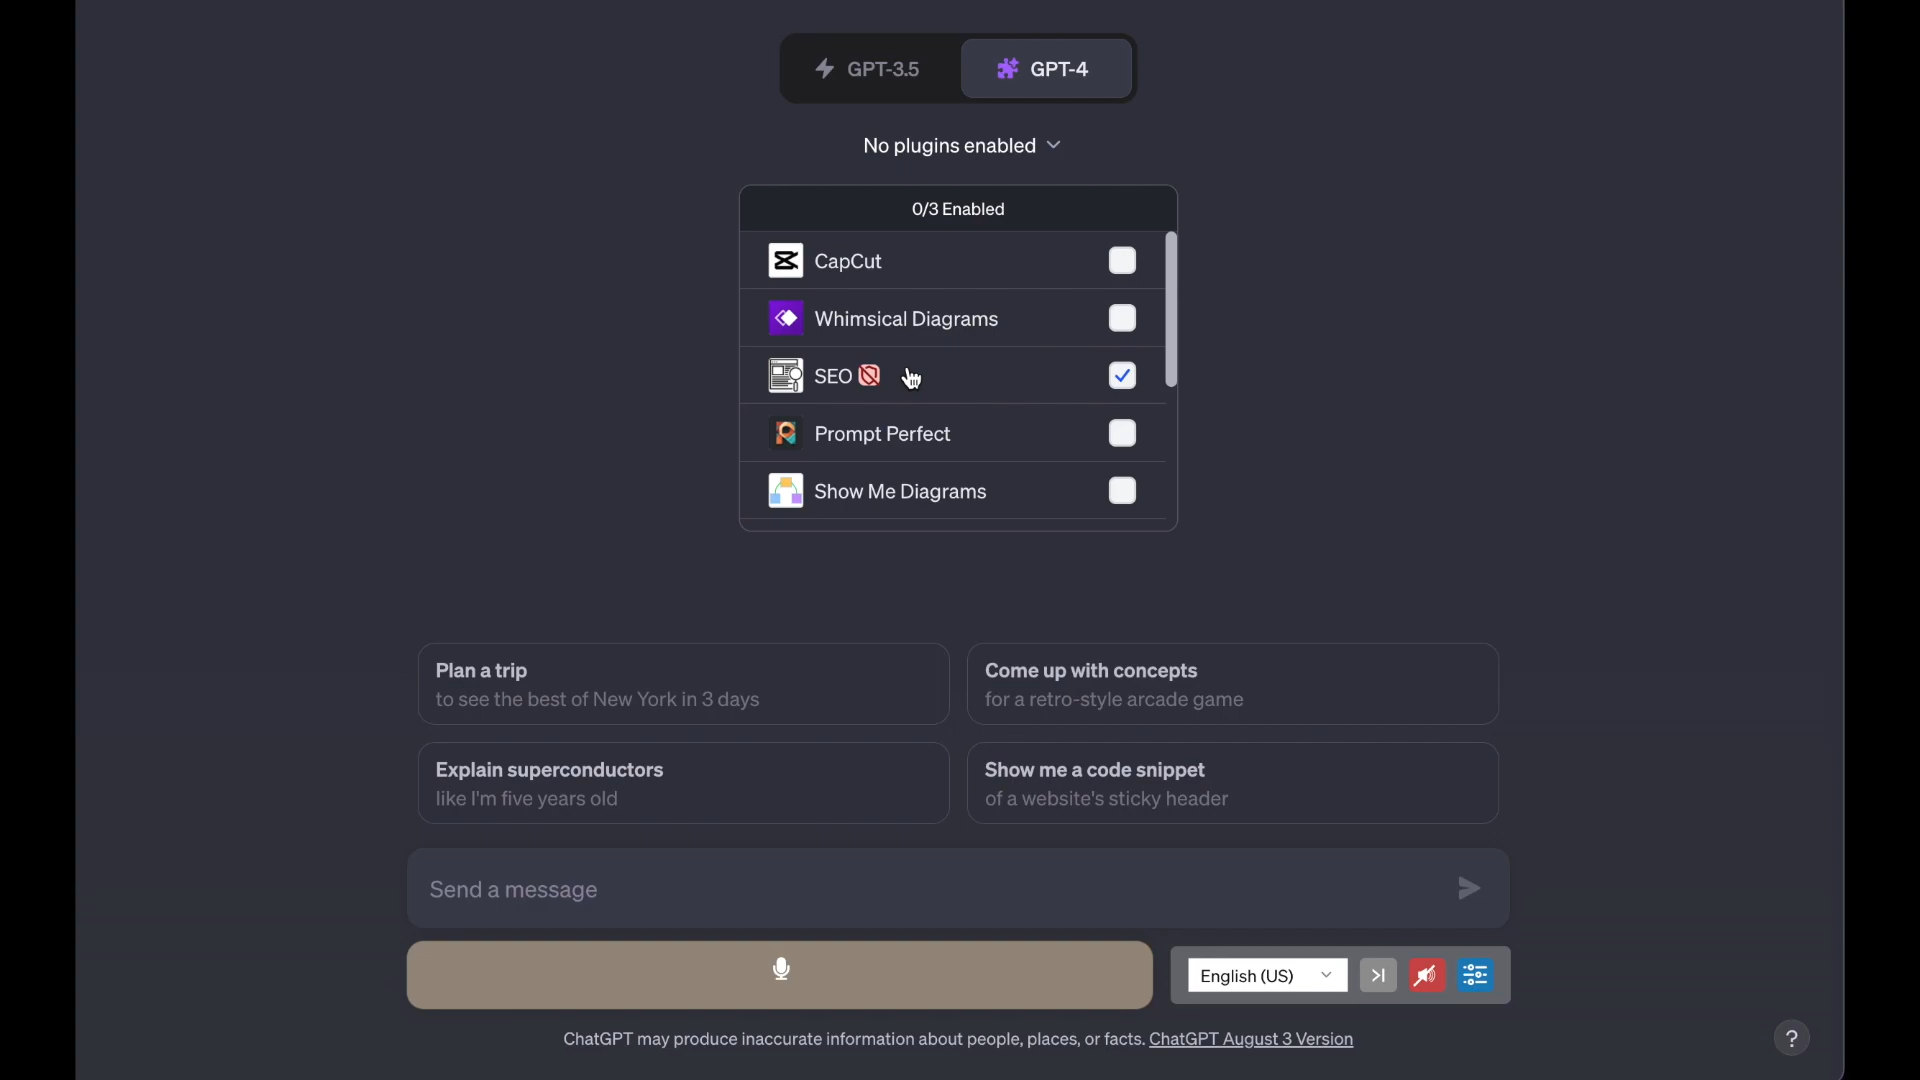 GPT-3.5
GPT-4
No plugins enabled
0/3 Enabled
CapCut
Whimsical Diagrams
SEO
Prompt Perfect
Show Me Diagrams
Plan a trip
to see the best of New York in 3 days
Come up with concepts
for a retro-style arcade game
Explain superconductors
like I'm five years old
Show me a code snippet
of a website's sticky header
Send a message
English (US)
ChatGPT may produce inaccurate information about people, places, or facts. ChatGPT August 3 Version
?